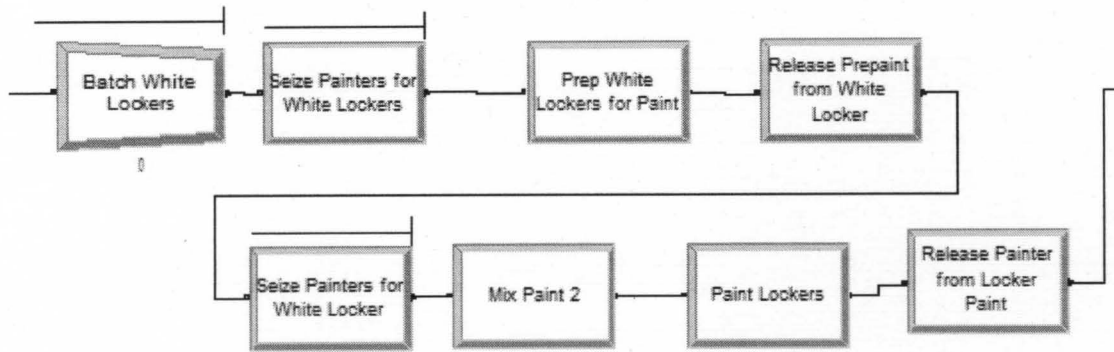 Batch White
Lockers
0
Seize Painters for
White Lockers
Prep White
Lockers for Paint
Release Prepaint
from White
Locker
Seize Painters for
White Locker
Mix Paint 2
Paint Lockers
Release Painter
from Locker
Paint